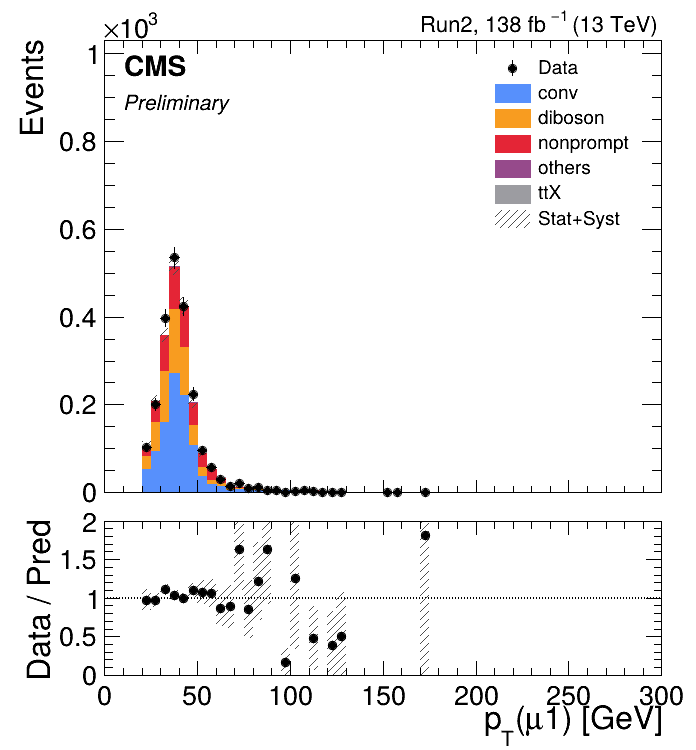 ×10³
Run2, 138 fb⁻¹ (13 TeV)
Events
CMS
Preliminary
Data
conv
diboson
nonprompt
others
ttX
Stat+Syst
1
0.8
0.6
0.4
0.2
0
Data / Pred
2
1.5
1
0.5
0
0 50 100 150 200 250 300
p_T(μ1) [GeV]